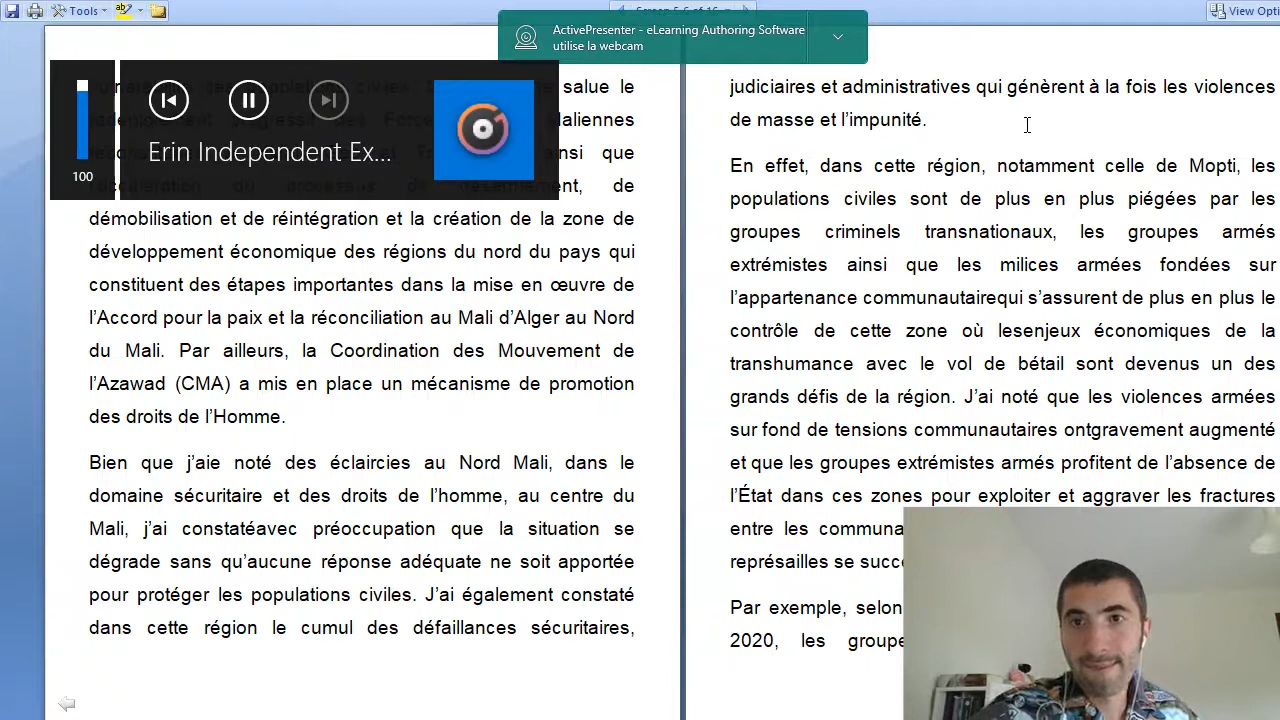 Tools
Screen 5-6 of 16
View Opti
ActivePresenter - eLearning Authoring Software
utilise la webcam
Erin Independent Ex...
100
salue le
Maliennes
ainsi que
désarmement, de
démobilisation et de réintégration et la création de la zone de
développement économique des régions du nord du pays qui
constituent des étapes importantes dans la mise en œuvre de
l’Accord pour la paix et la réconciliation au Mali d’Alger au Nord
du Mali. Par ailleurs, la Coordination des Mouvement de
l’Azawad (CMA) a mis en place un mécanisme de promotion
des droits de l’Homme.
Bien que j’aie noté des éclaircies au Nord Mali, dans le
domaine sécuritaire et des droits de l’homme, au centre du
Mali, j’ai constatéavec préoccupation que la situation se
dégrade sans qu’aucune réponse adéquate ne soit apportée
pour protéger les populations civiles. J’ai également constaté
dans cette région le cumul des défaillances sécuritaires,
judiciaires et administratives qui génèrent à la fois les violences
de masse et l’impunité.
En effet, dans cette région, notamment celle de Mopti, les
populations civiles sont de plus en plus piégées par les
groupes criminels transnationaux, les groupes armés
extrémistes ainsi que les milices armées fondées sur
l’appartenance communautairequi s’assurent de plus en plus le
contrôle de cette zone où lesenjeux économiques de la
transhumance avec le vol de bétail sont devenus un des
grands défis de la région. J’ai noté que les violences armées
sur fond de tensions communautaires ontgravement augmenté
et que les groupes extrémistes armés profitent de l’absence de
l’État dans ces zones pour exploiter et aggraver les fractures
entre les communa
représailles se succ
Par exemple, selon
2020, les groupe